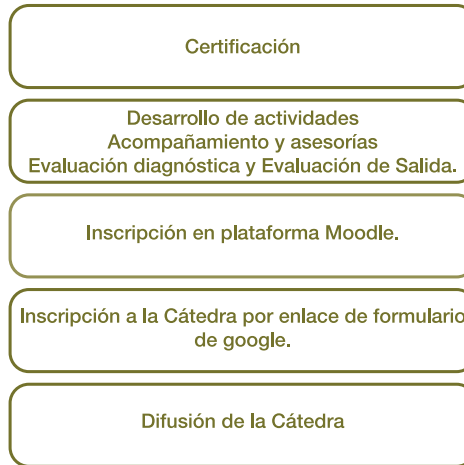 Certificación
Desarrollo de actividades
Acompañamiento y asesorías
Evaluación diagnóstica y Evaluación de Salida.
Inscripción en plataforma Moodle.
Inscripción a la Cátedra por enlace de formulario
de google.
Difusión de la Cátedra